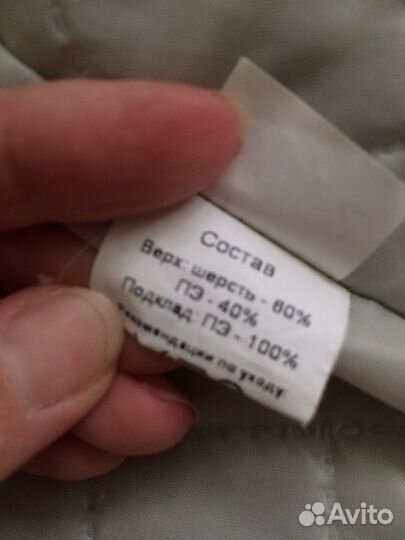 Состав
Верх: шерсть - 60%
ПЭ - 40%
Подклад: ПЭ - 100%
Рекомендации по уходу:
Avito